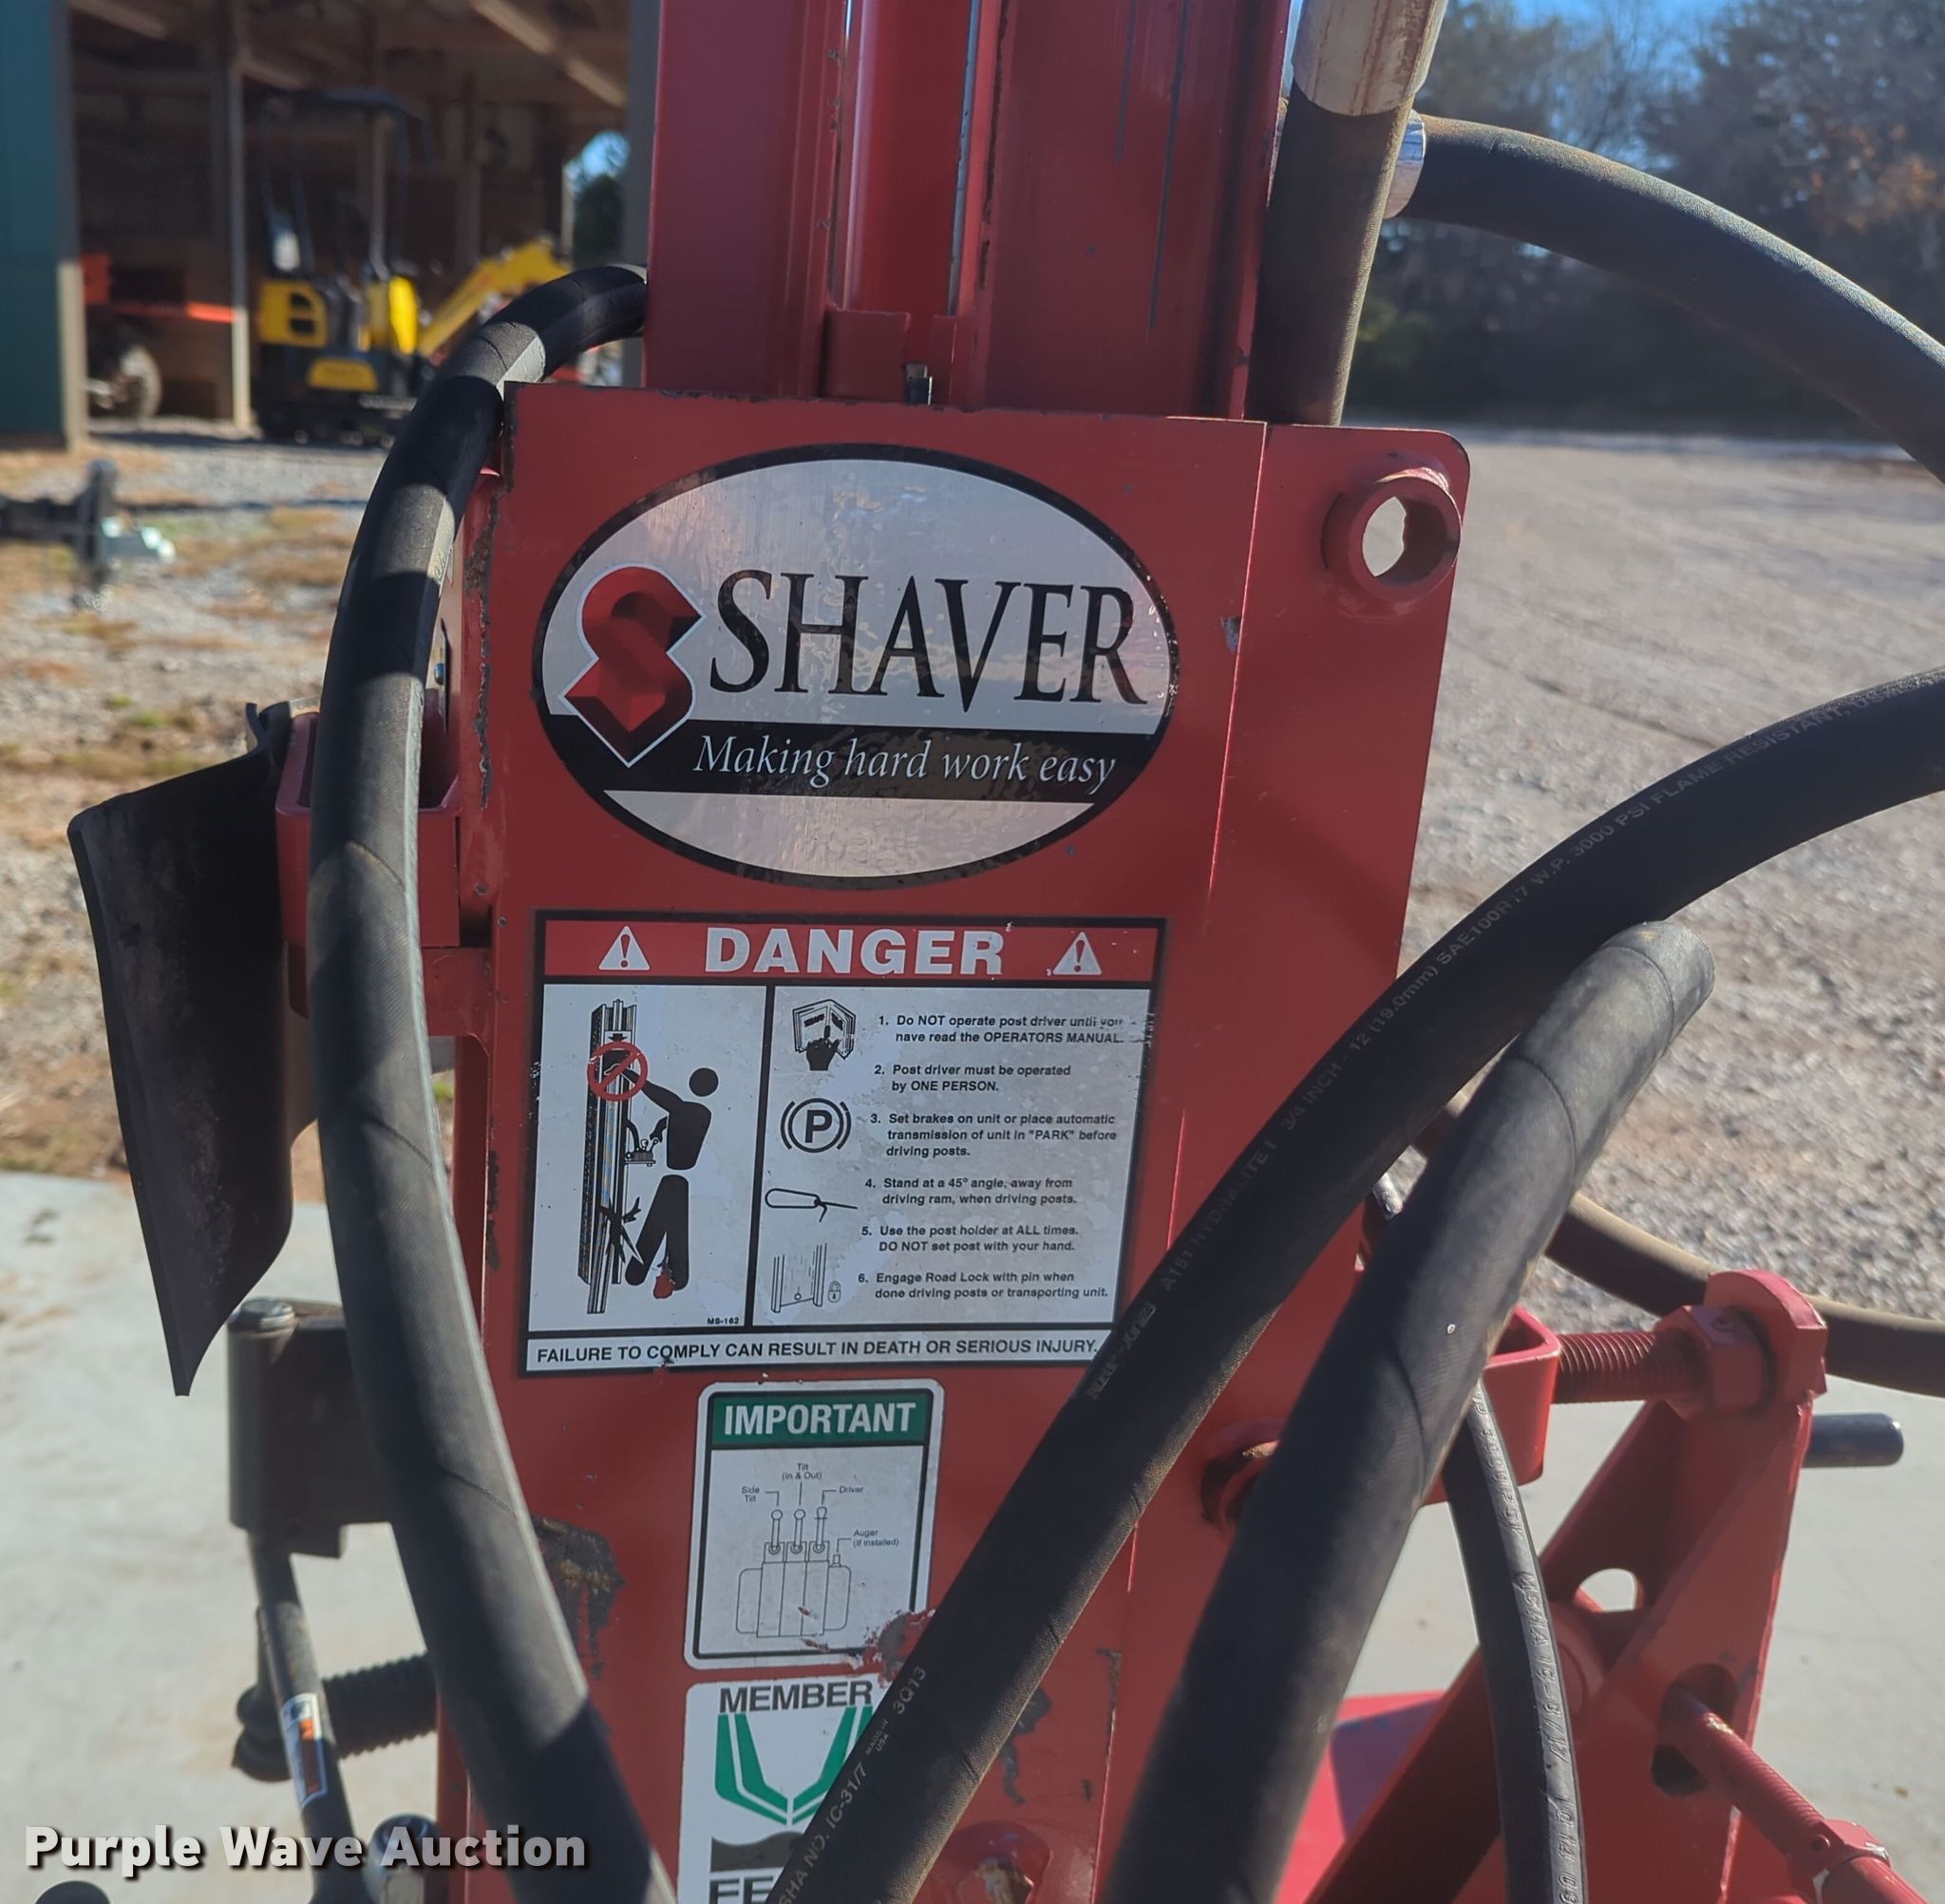 SHAVER
Making hard work easy
DANGER
1. Do NOT operate post driver until you
have read the OPERATORS MANUAL.
2. Post driver must be operated
by ONE PERSON.
P
3. Set brakes on unit or place automatic
transmission of unit in "PARK" before
driving posts.
4. Stand at a 45° angle, away from
driving ram, when driving posts.
5. Use the post holder at ALL times.
DO NOT set post with your hand.
6. Engage Road Lock with pin when
done driving posts or transporting unit.
MS-162
FAILURE TO COMPLY CAN RESULT IN DEATH OR SERIOUS INJURY.
IMPORTANT
Tilt
(In & Out)
Side
Tilt
Driver
Auger
(if installed)
MEMBER
FE
3/4 INCH - 12 (19.0mm) SAE100R17 W.P. 3000 PSI FLAME RESISTANT,
NO. IC-31/7 MADE IN USA 3Q13
Purple Wave Auction